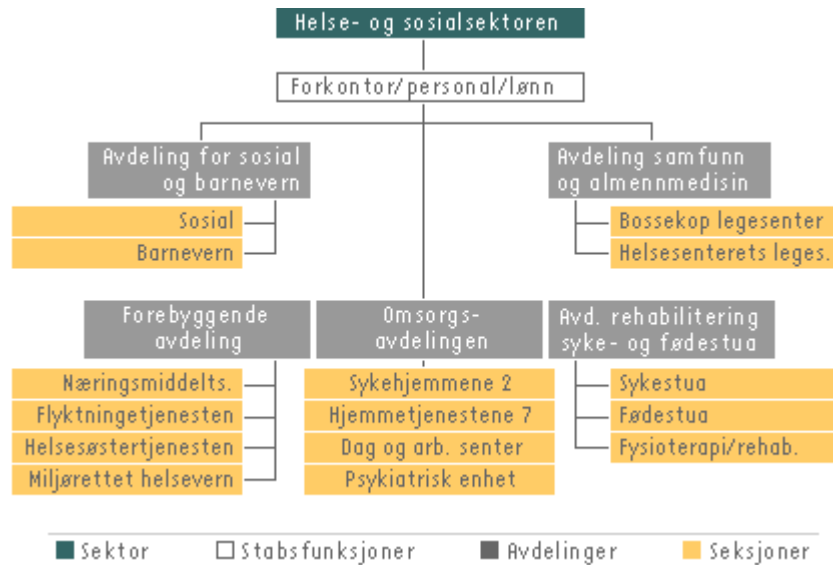 Helse- og sosialsektoren
Forkontor/personal/lønn
Avdeling for sosial
og barnevern
Sosial
Barnevern
Avdeling samfunn
og almennmedisin
Bossekop legesenter
Helsesenterets leges.
Forebyggende
avdeling
Næringsmiddelts.
Flyktningetjenesten
Helsesøstertjenesten
Miljørettet helsevern
Omsorgs-
avdelingen
Sykehjemmene 2
Hjemmetjenestene 7
Dag og arb. senter
Psykiatrisk enhet
Avd. rehabilitering
syke- og fødestua
Sykestua
Fødestua
Fysioterapi/rehab.
Sektor
Stabsfunksjoner
Avdelinger
Seksjoner